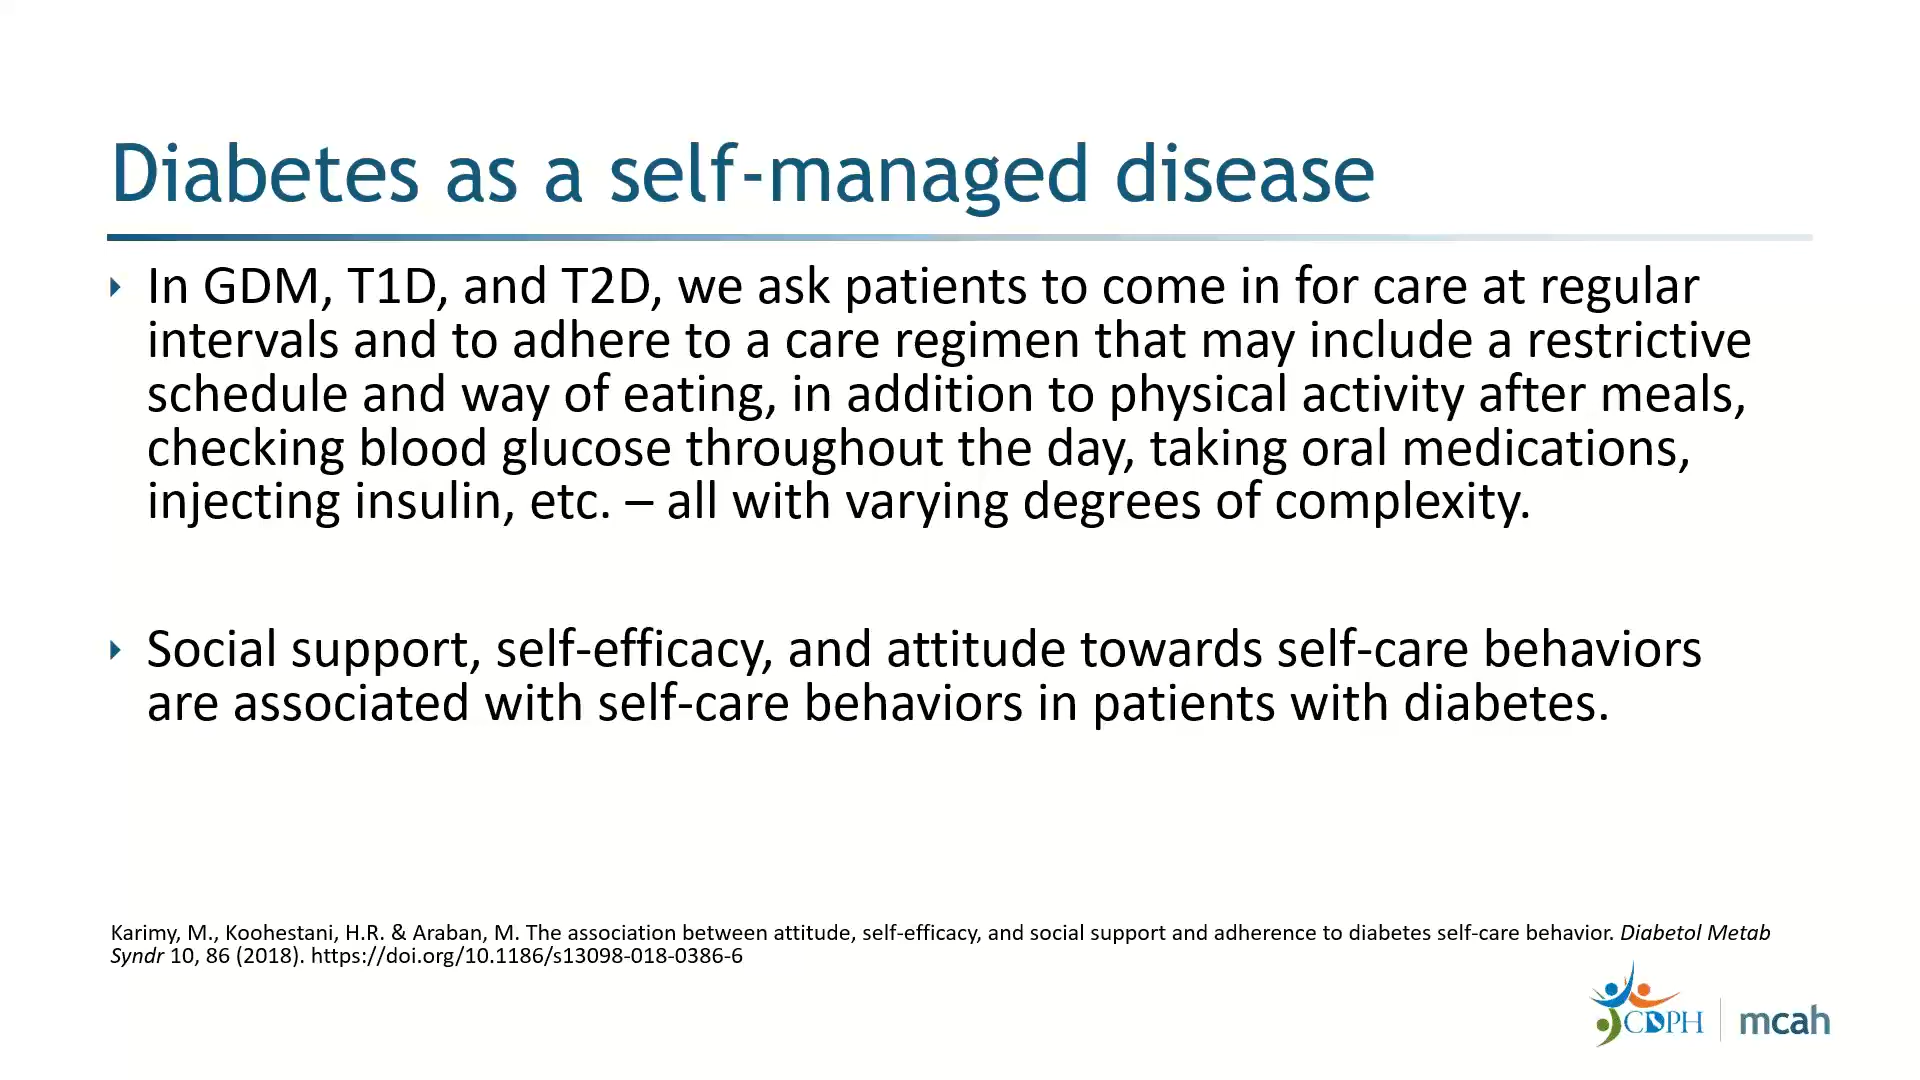 Diabetes as a self-managed disease
‣ In GDM, T1D, and T2D, we ask patients to come in for care at regular
intervals and to adhere to a care regimen that may include a restrictive
schedule and way of eating, in addition to physical activity after meals,
checking blood glucose throughout the day, taking oral medications,
injecting insulin, etc. – all with varying degrees of complexity.
‣ Social support, self-efficacy, and attitude towards self-care behaviors
are associated with self-care behaviors in patients with diabetes.
Karimy, M., Koohestani, H.R. & Araban, M. The association between attitude, self-efficacy, and social support and adherence to diabetes self-care behavior. Diabetol Metab
Syndr 10, 86 (2018). https://doi.org/10.1186/s13098-018-0386-6
CDPH mcah